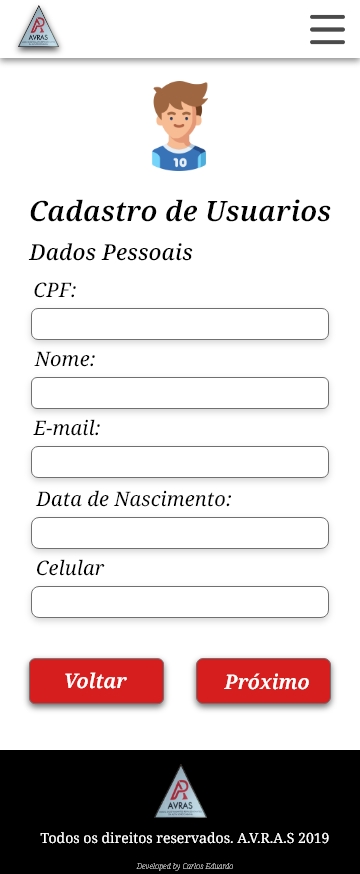 AVRAS
10
Cadastro de Usuarios
Dados Pessoais
CPF:
Nome:
E-mail:
Data de Nascimento:
Celular
Voltar
Próximo
AVRAS
Todos os direitos reservados. A.V.R.A.S 2019
Developed by Carlos Eduardo